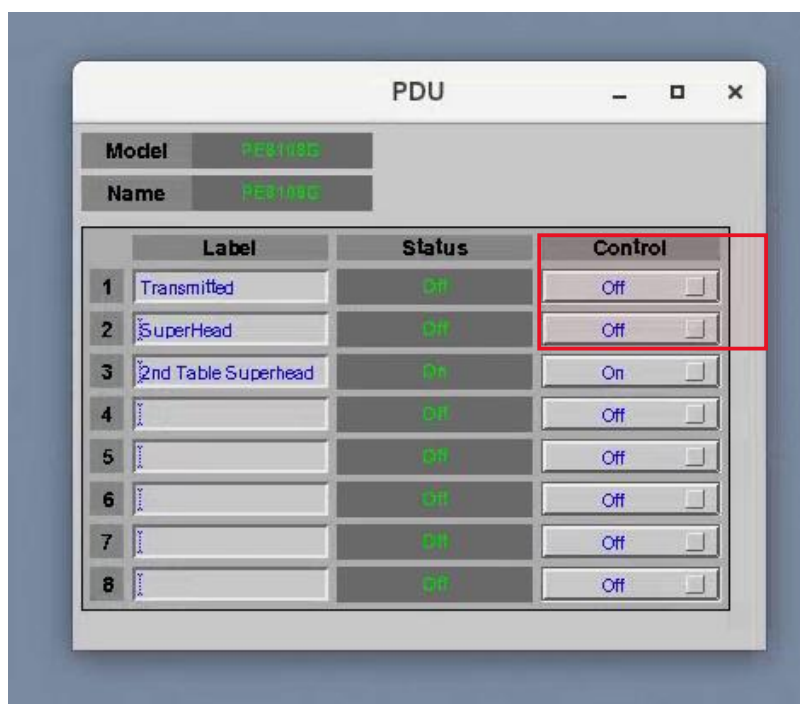 PDU
Model PE8108G
Name PE8108G
Label Status Control
1 Transmitted Off Off
2 SuperHead Off Off
3 2nd Table Superhead On On
4 Off Off
5 Off Off
6 Off Off
7 Off Off
8 Off Off